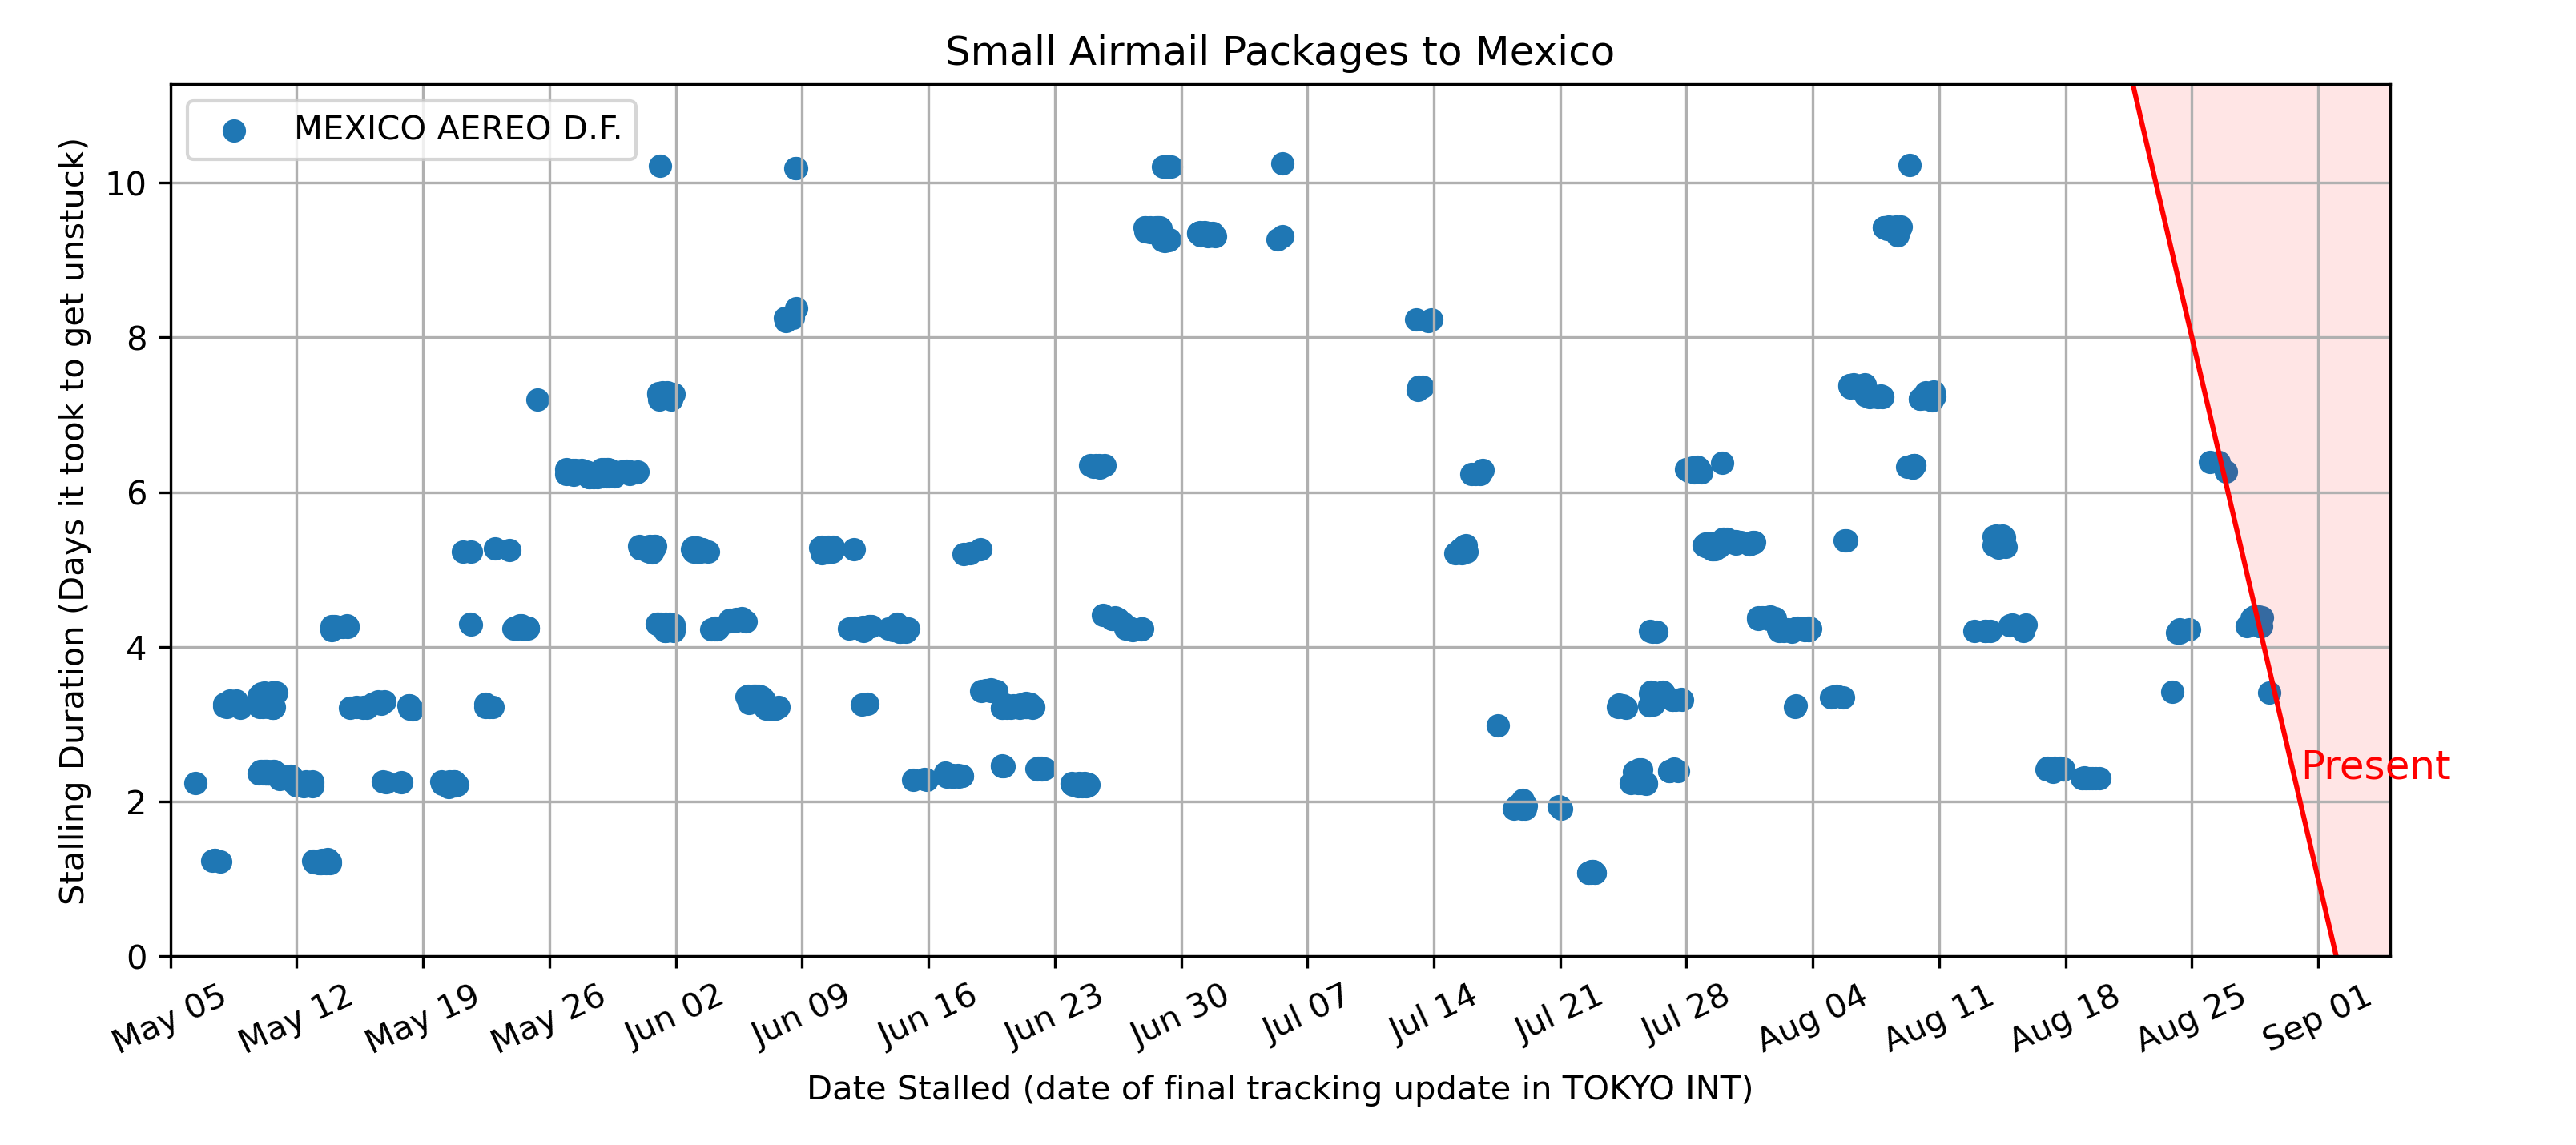 Small Airmail Packages to Mexico
MEXICO AEREO D.F.
Stalling Duration (Days it took to get unstuck)
10
8
6
4
2
0
Present
May 05
May 12
May 19
May 26
Jun 02
Jun 09
Jun 16
Jun 23
Jun 30
Jul 07
Jul 14
Jul 21
Jul 28
Aug 04
Aug 11
Aug 18
Aug 25
Sep 01
Date Stalled (date of final tracking update in TOKYO INT)